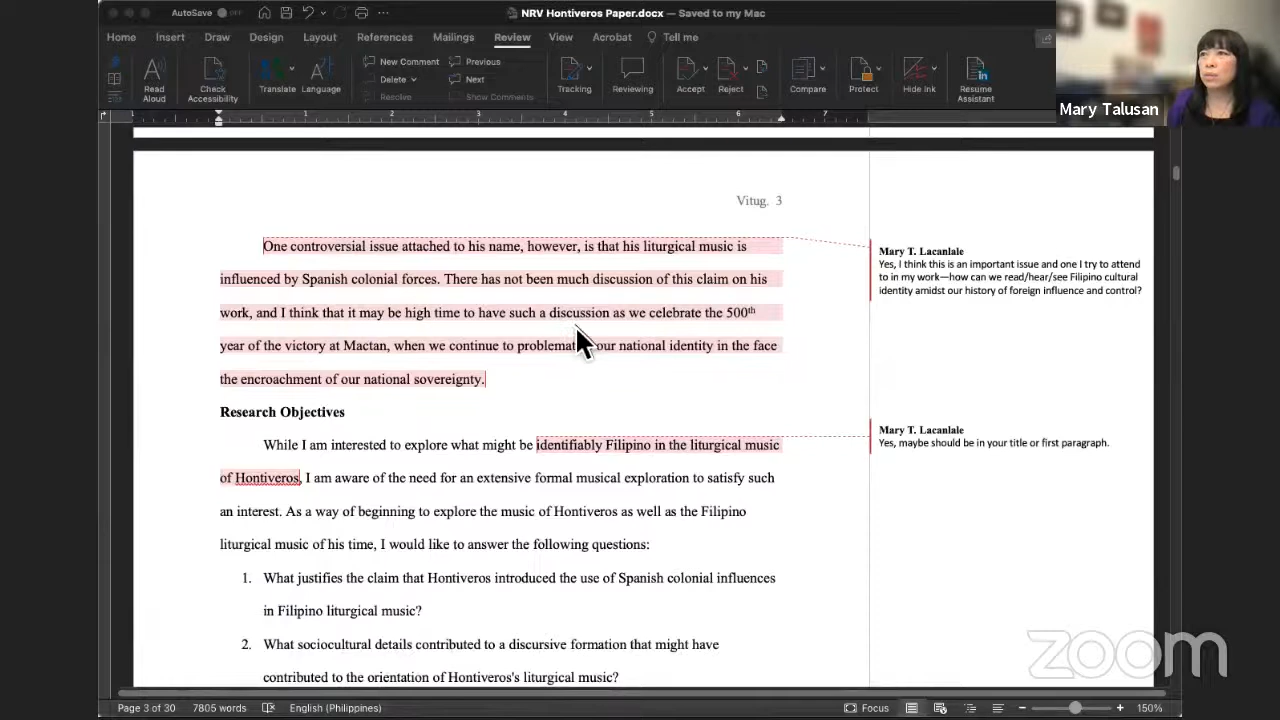 AutoSave OFF
NRV Hontiveros Paper.docx — Saved to my Mac
Home Insert Draw Design Layout References Mailings Review View Acrobat Tell me
Read Aloud
Check Accessibility
Translate
Language
New Comment
Delete
Resolve
Previous
Next
Show Comments
Tracking
Reviewing
Accept
Reject
Compare
Protect
Hide Ink
Resume Assistant
Mary Talusan
1 1 2 3 4 5 6 7
Vitug. 3
One controversial issue attached to his name, however, is that his liturgical music is
influenced by Spanish colonial forces. There has not been much discussion of this claim on his
work, and I think that it may be high time to have such a discussion as we celebrate the 500th
year of the victory at Mactan, when we continue to problemat our national identity in the face
the encroachment of our national sovereignty.
Mary T. Lacanlale
Yes, I think this is an important issue and one I try to attend
to in my work—how can we read/hear/see Filipino cultural
identity amidst our history of foreign influence and control?
Research Objectives
While I am interested to explore what might be identifiably Filipino in the liturgical music
of Hontiveros, I am aware of the need for an extensive formal musical exploration to satisfy such
an interest. As a way of beginning to explore the music of Hontiveros as well as the Filipino
liturgical music of his time, I would like to answer the following questions:
Mary T. Lacanlale
Yes, maybe should be in your title or first paragraph.
1. What justifies the claim that Hontiveros introduced the use of Spanish colonial influences
in Filipino liturgical music?
2. What sociocultural details contributed to a discursive formation that might have
contributed to the orientation of Hontiveros's liturgical music?
zoom
Page 3 of 30 7805 words English (Philippines) Focus 150%